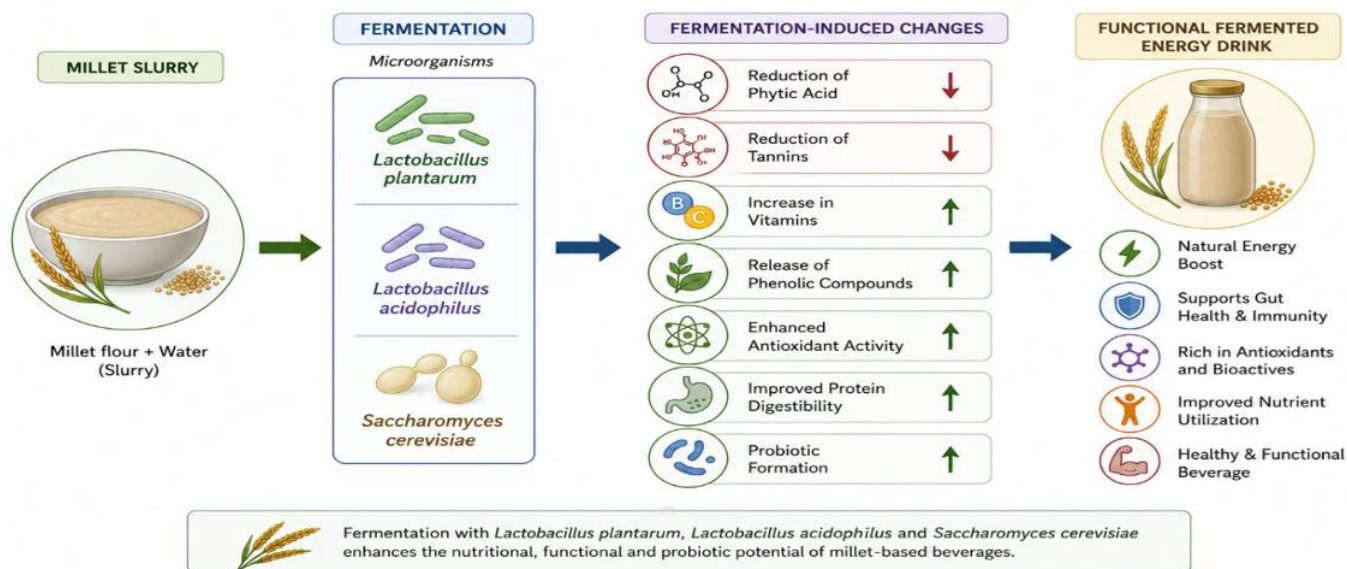 MILLET SLURRY
Millet flour + Water
(Slurry)
FERMENTATION
Microorganisms
Lactobacillus
plantarum
Lactobacillus
acidophilus
Saccharomyces
cerevisiae
FERMENTATION-INDUCED CHANGES
Reduction of
Phytic Acid
Reduction of
Tannins
B
C
Increase in
Vitamins
Release of
Phenolic Compounds
Enhanced
Antioxidant Activity
Improved Protein
Digestibility
Probiotic
Formation
FUNCTIONAL FERMENTED
ENERGY DRINK
Natural Energy
Boost
Supports Gut
Health & Immunity
Rich in Antioxidants
and Bioactives
Improved Nutrient
Utilization
Healthy & Functional
Beverage
Fermentation with Lactobacillus plantarum, Lactobacillus acidophilus and Saccharomyces cerevisiae
enhances the nutritional, functional and probiotic potential of millet-based beverages.